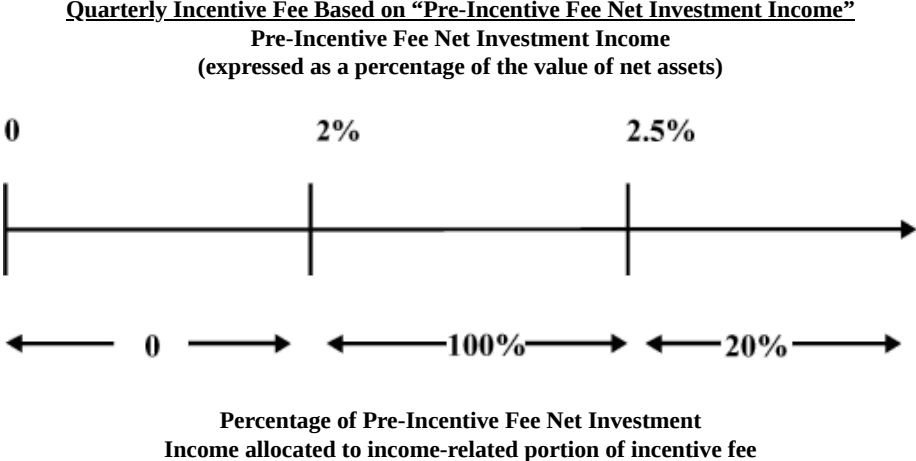 Quarterly Incentive Fee Based on “Pre-Incentive Fee Net Investment Income”
Pre-Incentive Fee Net Investment Income
(expressed as a percentage of the value of net assets)
0 2% 2.5%
0 100% 20%
Percentage of Pre-Incentive Fee Net Investment
Income allocated to income-related portion of incentive fee